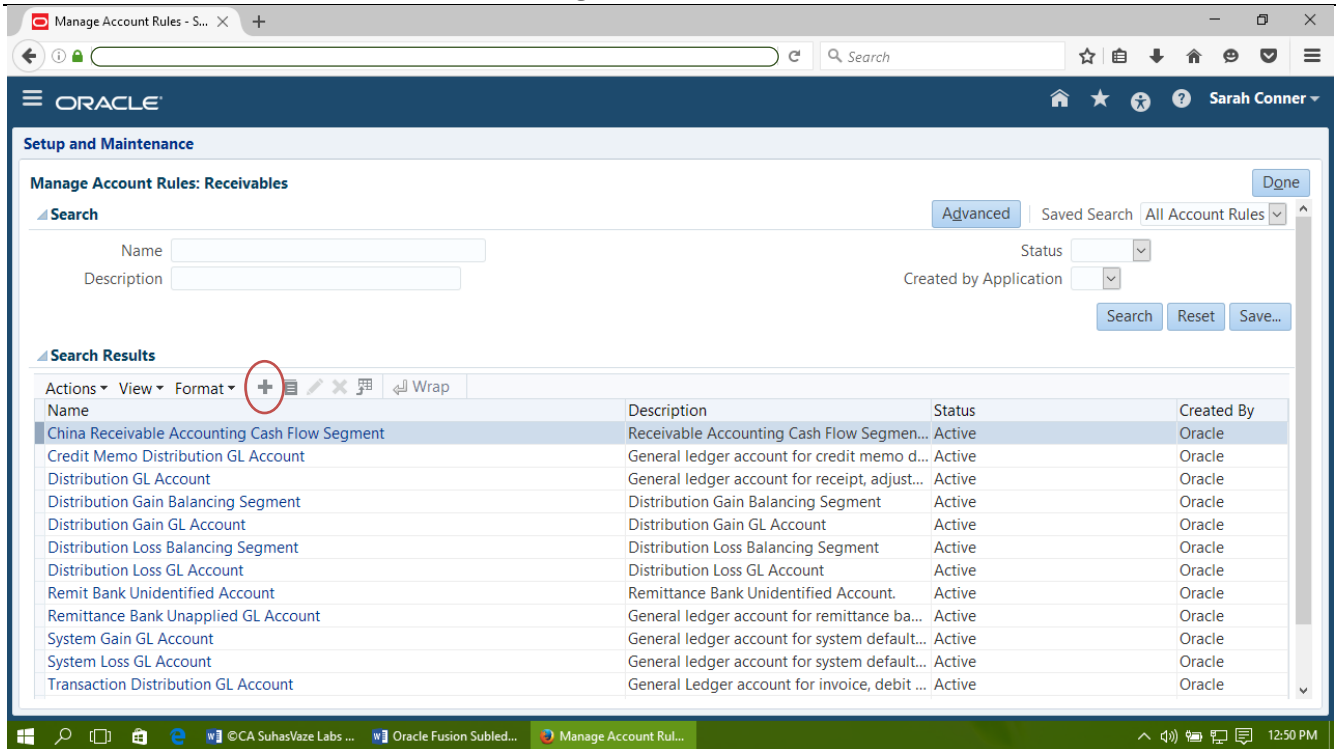 Manage Account Rules - S...
Search
ORACLE
Sarah Conner
Setup and Maintenance
Manage Account Rules: Receivables
Done
Search
Advanced Saved Search All Account Rules
Name
Status
Description
Created by Application
Search Reset Save...
Search Results
Actions View Format Wrap
Name Description Status Created By
China Receivable Accounting Cash Flow Segment Receivable Accounting Cash Flow Segmen... Active Oracle
Credit Memo Distribution GL Account General ledger account for credit memo d... Active Oracle
Distribution GL Account General ledger account for receipt, adjust... Active Oracle
Distribution Gain Balancing Segment Distribution Gain Balancing Segment Active Oracle
Distribution Gain GL Account Distribution Gain GL Account Active Oracle
Distribution Loss Balancing Segment Distribution Loss Balancing Segment Active Oracle
Distribution Loss GL Account Distribution Loss GL Account Active Oracle
Remit Bank Unidentified Account Remittance Bank Unidentified Account. Active Oracle
Remittance Bank Unapplied GL Account General ledger account for remittance ba... Active Oracle
System Gain GL Account General ledger account for system default... Active Oracle
System Loss GL Account General ledger account for system default... Active Oracle
Transaction Distribution GL Account General Ledger account for invoice, debit ... Active Oracle
©CA SuhasVaze Labs ... Oracle Fusion Subled... Manage Account Rul... 12:50 PM